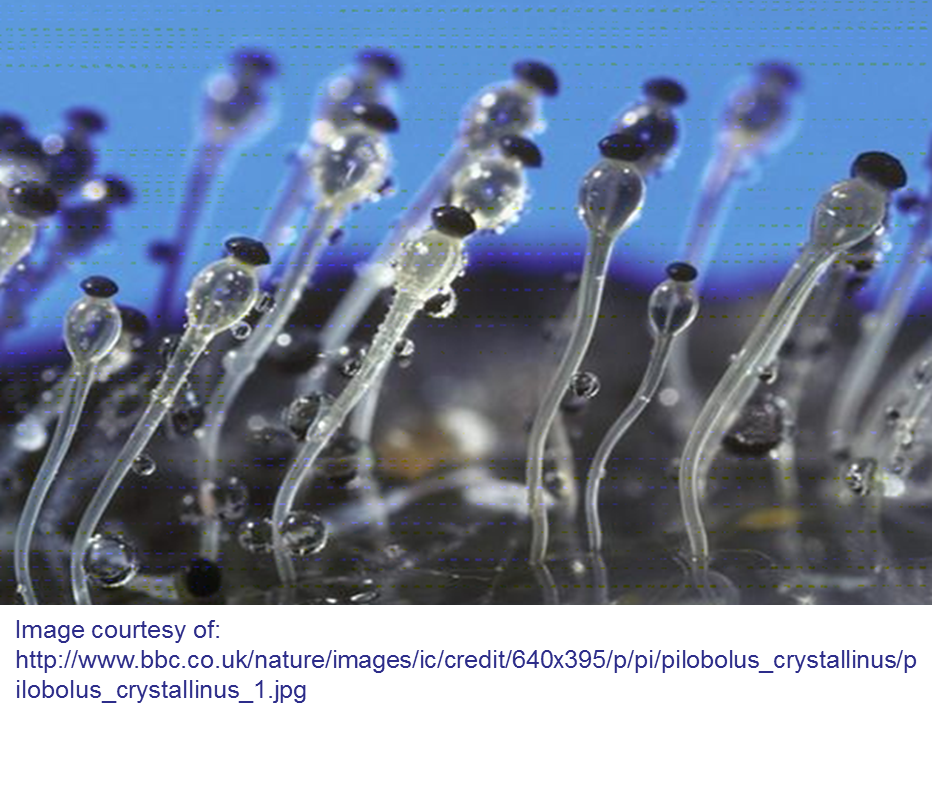 Image courtesy of:
http://www.bbc.co.uk/nature/images/ic/credit/640x395/p/pi/pilobolus_crystallinus/p
ilobolus_crystallinus_1.jpg